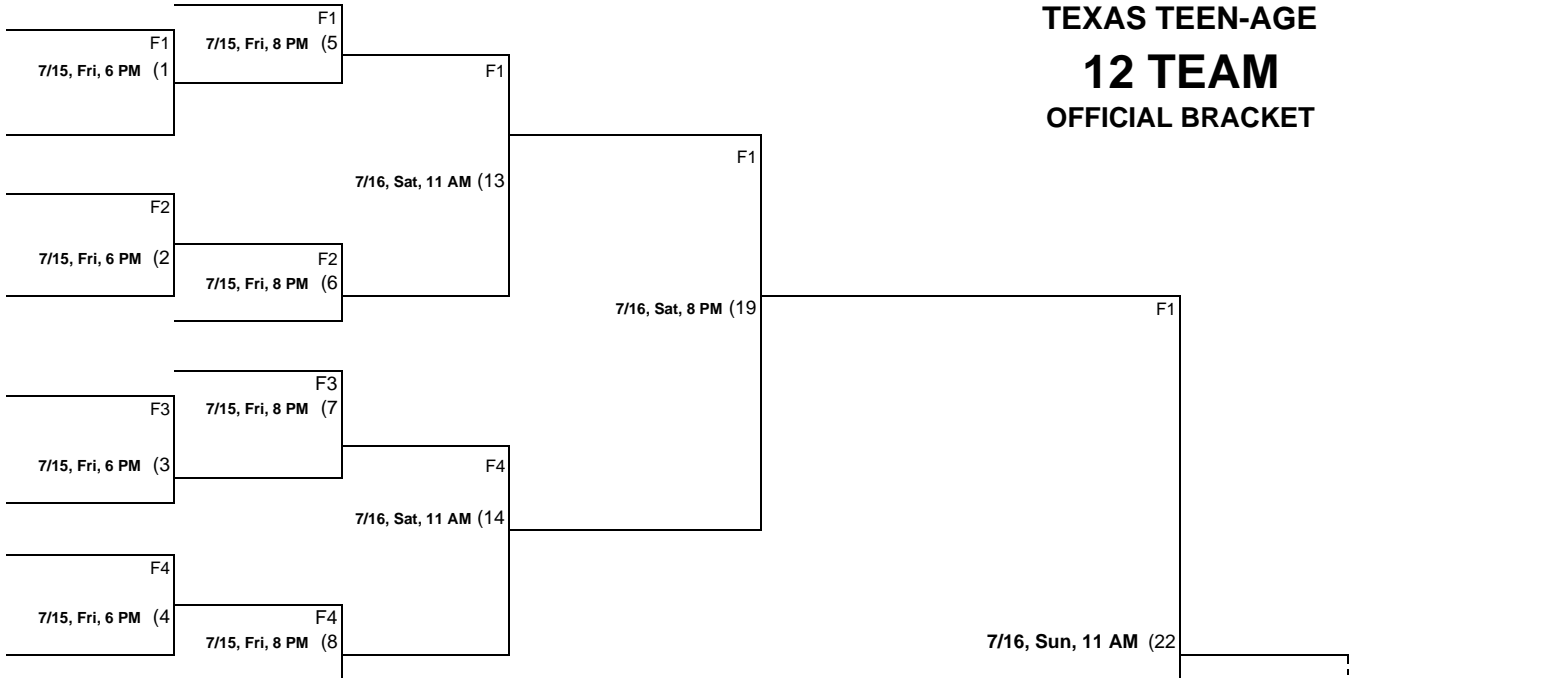 TEXAS TEEN-AGE
12 TEAM
OFFICIAL BRACKET
F1
7/15, Fri, 8 PM (5
F1
7/15, Fri, 6 PM (1
F1
7/16, Sat, 11 AM (13
F1
F2
7/15, Fri, 6 PM (2
F2
7/15, Fri, 8 PM (6
7/16, Sat, 8 PM (19
F1
F3
7/15, Fri, 8 PM (7
F3
7/15, Fri, 6 PM (3
F4
7/16, Sat, 11 AM (14
F4
7/15, Fri, 6 PM (4
F4
7/15, Fri, 8 PM (8
7/16, Sun, 11 AM (22